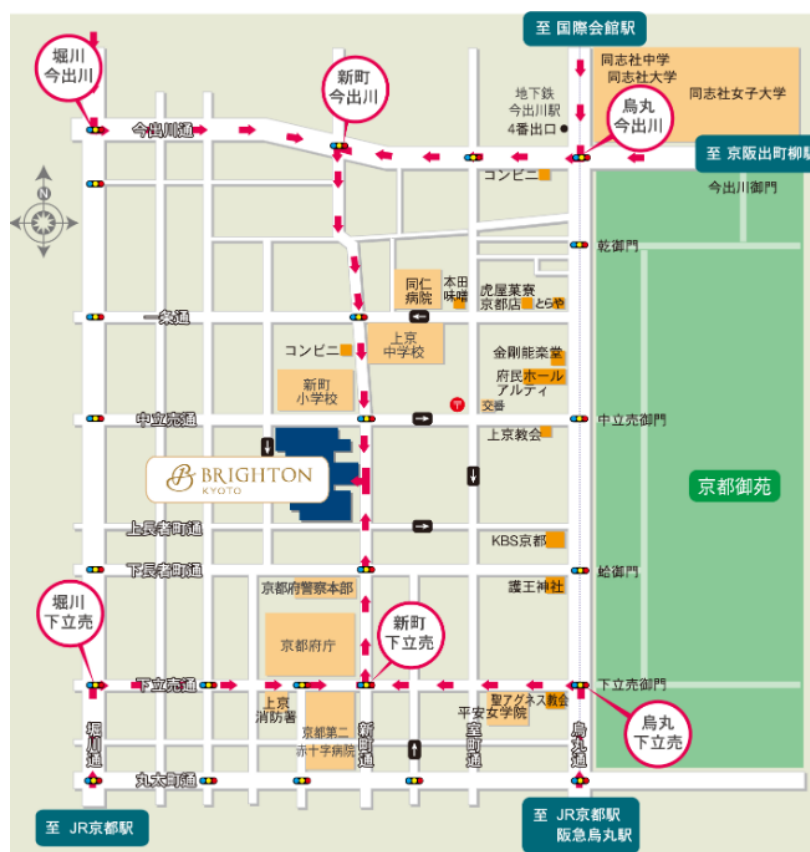 至 国際会館駅
堀川
今出川
新町
今出川
地下鉄
今出川駅
4番出口
同志社中学
同志社大学
同志社女子大学
烏丸
今出川
今出川通
至 京阪出町柳駅
コンビニ
今出川御門
N
乾御門
同仁
病院
本田
味噌
虎屋菓寮
京都店
とらや
一条通
上京
中学校
コンビニ
金剛能楽堂
府民ホール
アルティ
新町
小学校
交番
中立売通
中立売御門
上京教会
B BRIGHTON
KYOTO
京都御苑
上長者町通
KBS京都
下長者町通
蛤御門
京都府警察本部
護王神社
堀川
下立売
新町
下立売
京都府庁
下立売通
下立売御門
上京
消防署
聖アグネス教会
平安女学院
烏丸
下立売
京都第二
赤十字病院
堀川通
新町通
室町通
烏丸通
丸太町通
至 JR京都駅
至 JR京都駅
阪急烏丸駅